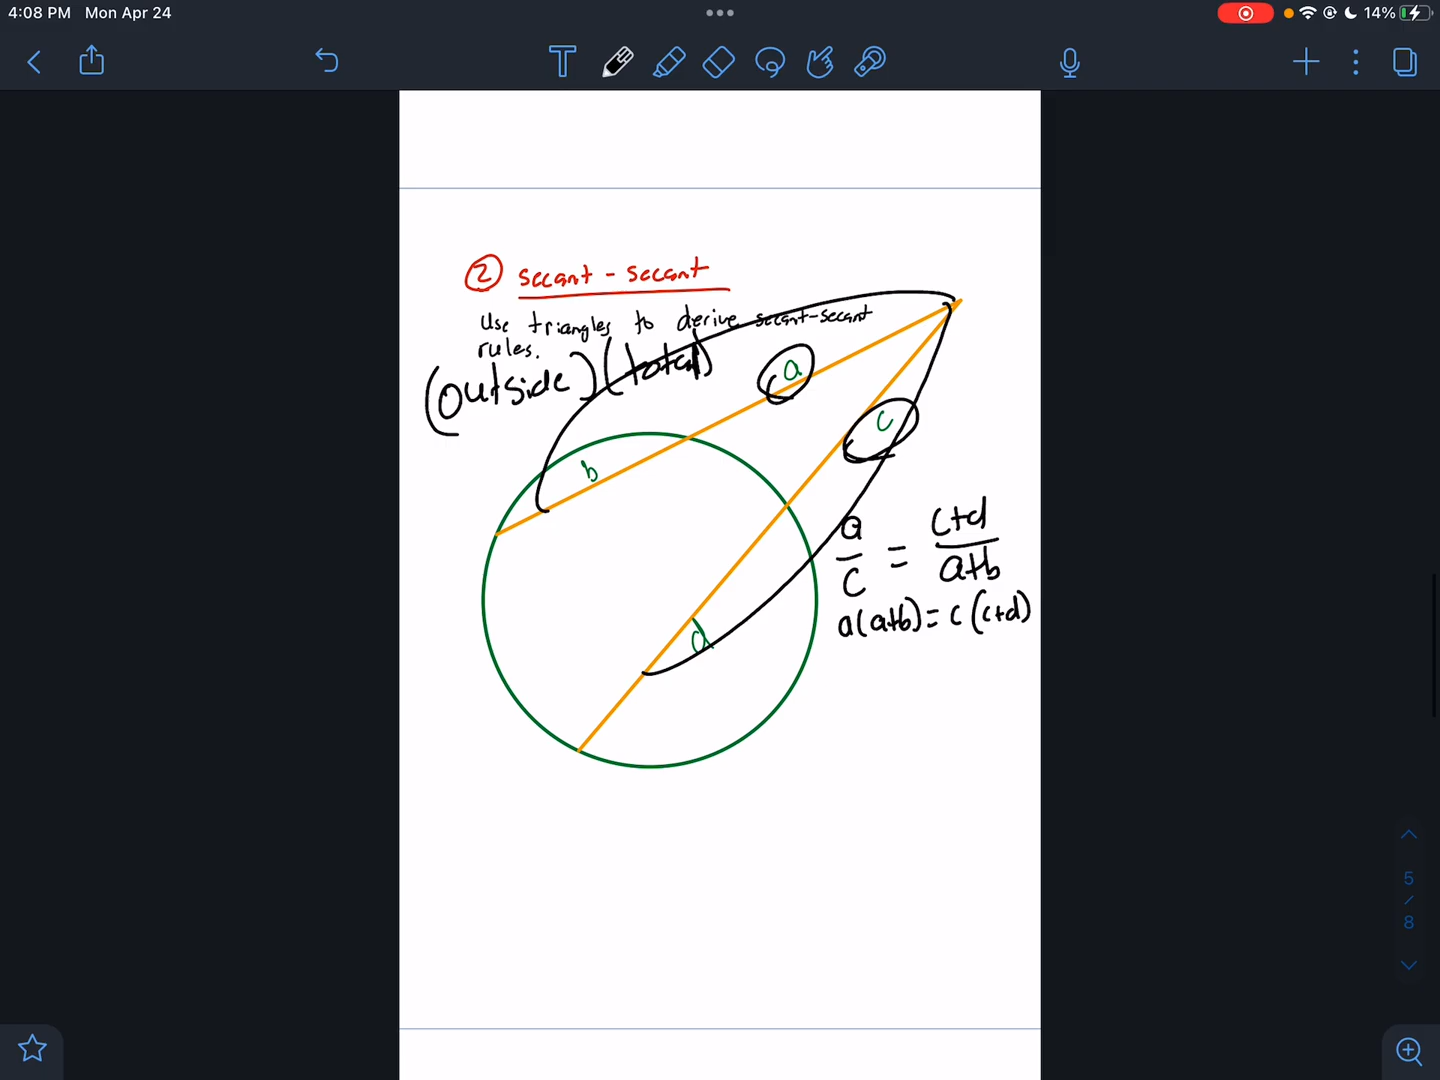 4:08 PM Mon Apr 24
14%
T
② secant - secant
Use triangles to derive secant-secant
rules.
(outside)(total)
a
c
b
d
a/c = c+d/a+b
a(a+b) = c(c+d)
5
/
8